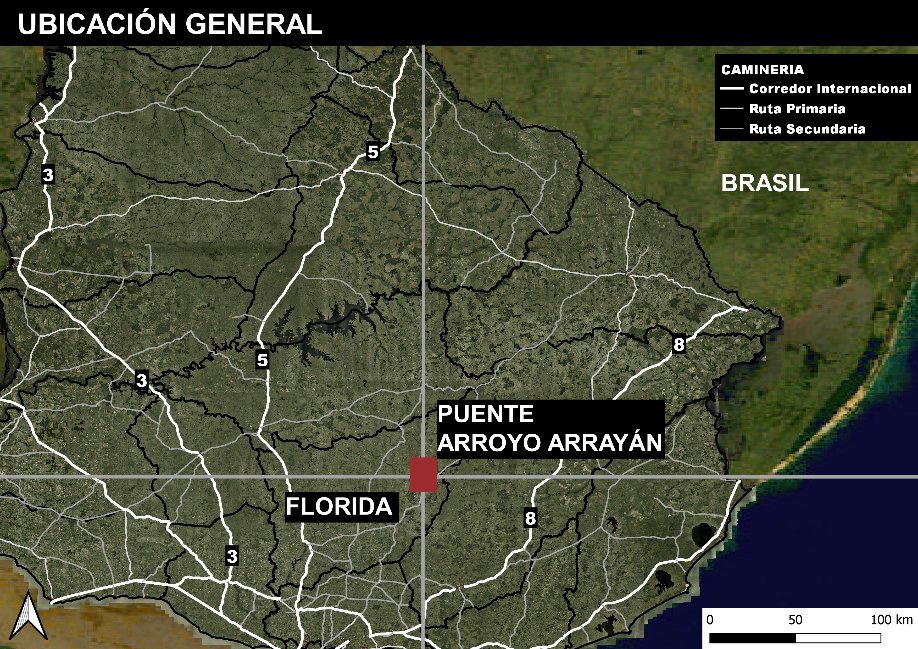 UBICACIÓN GENERAL
CAMINERIA
Corredor Internacional
Ruta Primaria
Ruta Secundaria
BRASIL
5
3
8
5
3
PUENTE
ARROYO ARRAYÁN
FLORIDA
8
3
0 50 100 km